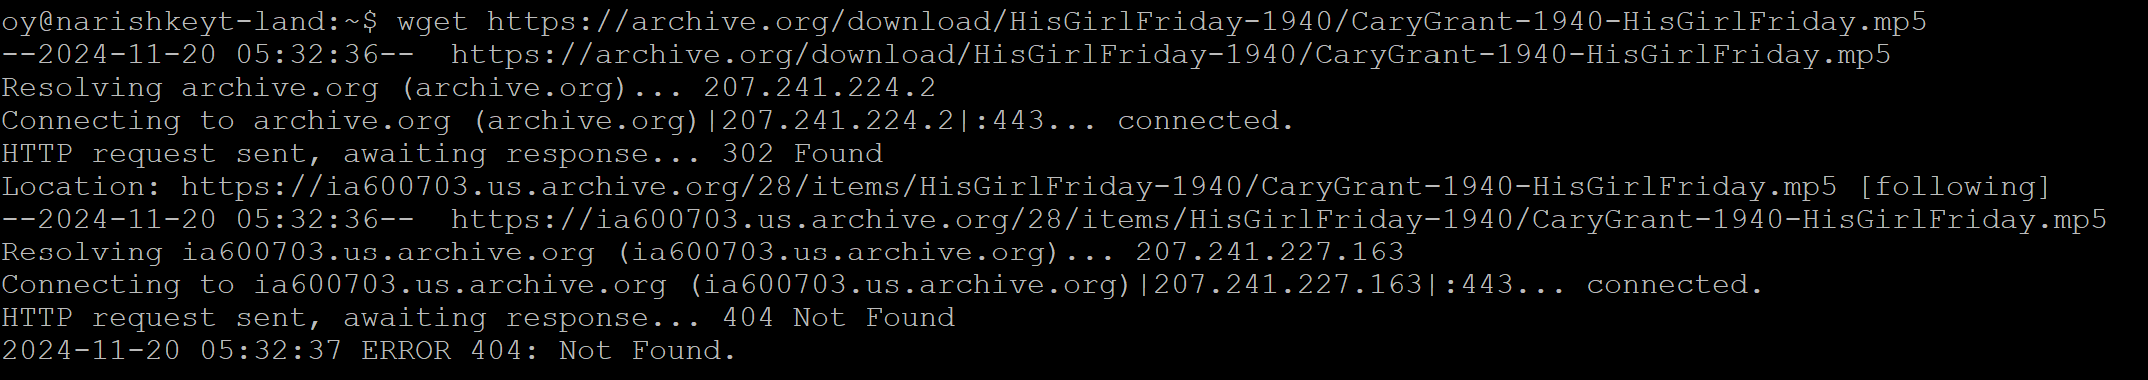 oy@narishkeyt-land:~$ wget https://archive.org/download/HisGirlFriday-1940/CaryGrant-1940-HisGirlFriday.mp5
--2024-11-20 05:32:36--  https://archive.org/download/HisGirlFriday-1940/CaryGrant-1940-HisGirlFriday.mp5
Resolving archive.org (archive.org)... 207.241.224.2
Connecting to archive.org (archive.org)|207.241.224.2|:443... connected.
HTTP request sent, awaiting response... 302 Found
Location: https://ia600703.us.archive.org/28/items/HisGirlFriday-1940/CaryGrant-1940-HisGirlFriday.mp5 [following]
--2024-11-20 05:32:36--  https://ia600703.us.archive.org/28/items/HisGirlFriday-1940/CaryGrant-1940-HisGirlFriday.mp5
Resolving ia600703.us.archive.org (ia600703.us.archive.org)... 207.241.227.163
Connecting to ia600703.us.archive.org (ia600703.us.archive.org)|207.241.227.163|:443... connected.
HTTP request sent, awaiting response... 404 Not Found
2024-11-20 05:32:37 ERROR 404: Not Found.